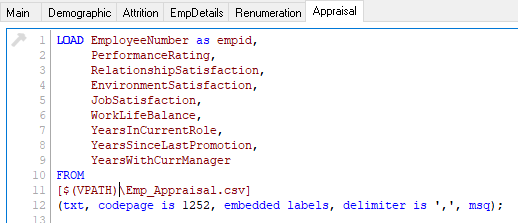 Main Demographic Attrition EmpDetails Renumeration Appraisal
1 LOAD EmployeeNumber as empid,
2 PerformanceRating,
3 RelationshipSatisfaction,
4 EnvironmentSatisfaction,
5 JobSatisfaction,
6 WorkLifeBalance,
7 YearsInCurrentRole,
8 YearsSinceLastPromotion,
9 YearsWithCurrManager
10 FROM
11 [$(VPATH)\Emp_Appraisal.csv]
12 (txt, codepage is 1252, embedded labels, delimiter is ',', msq);
13